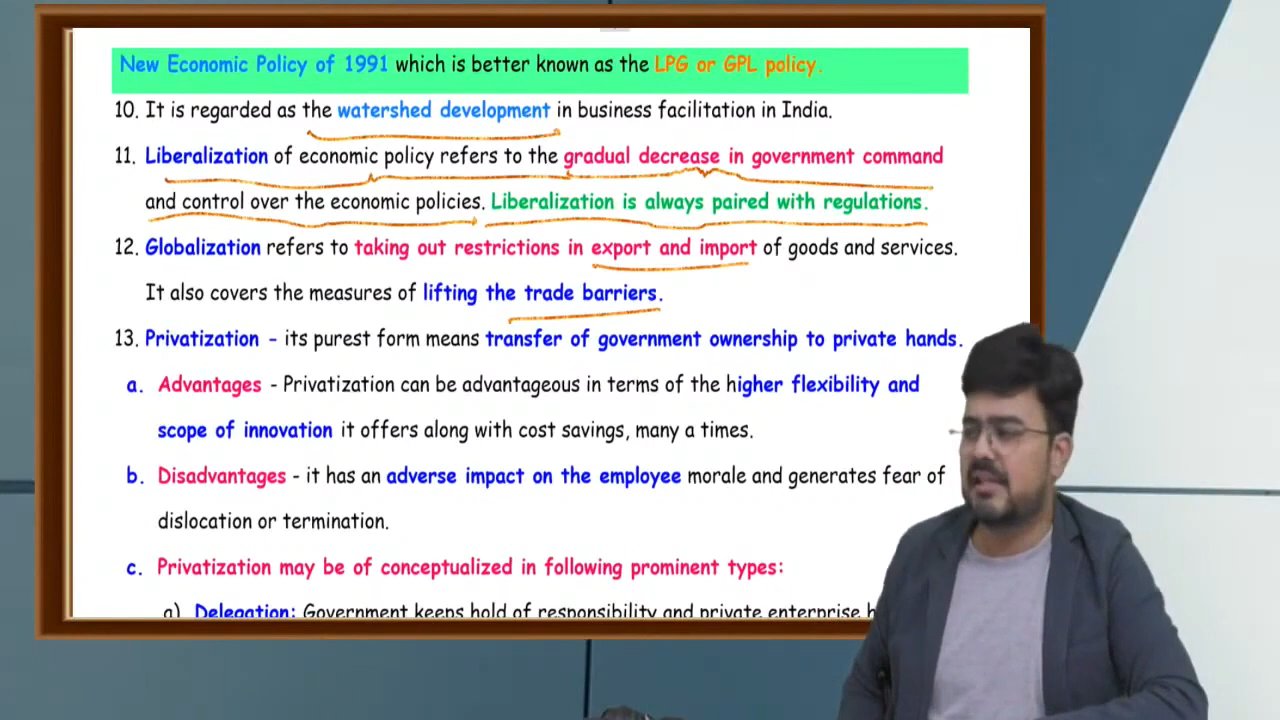 New Economic Policy of 1991 which is better known as the LPG or GPL policy.
10. It is regarded as the watershed development in business facilitation in India.
11. Liberalization of economic policy refers to the gradual decrease in government command
and control over the economic policies. Liberalization is always paired with regulations.
12. Globalization refers to taking out restrictions in export and import of goods and services.
It also covers the measures of lifting the trade barriers.
13. Privatization - its purest form means transfer of government ownership to private hands.
a. Advantages - Privatization can be advantageous in terms of the higher flexibility and
scope of innovation it offers along with cost savings, many a times.
b. Disadvantages - it has an adverse impact on the employee morale and generates fear of
dislocation or termination.
c. Privatization may be of conceptualized in following prominent types:
a) Delegation: Government keeps hold of responsibility and private enterprise